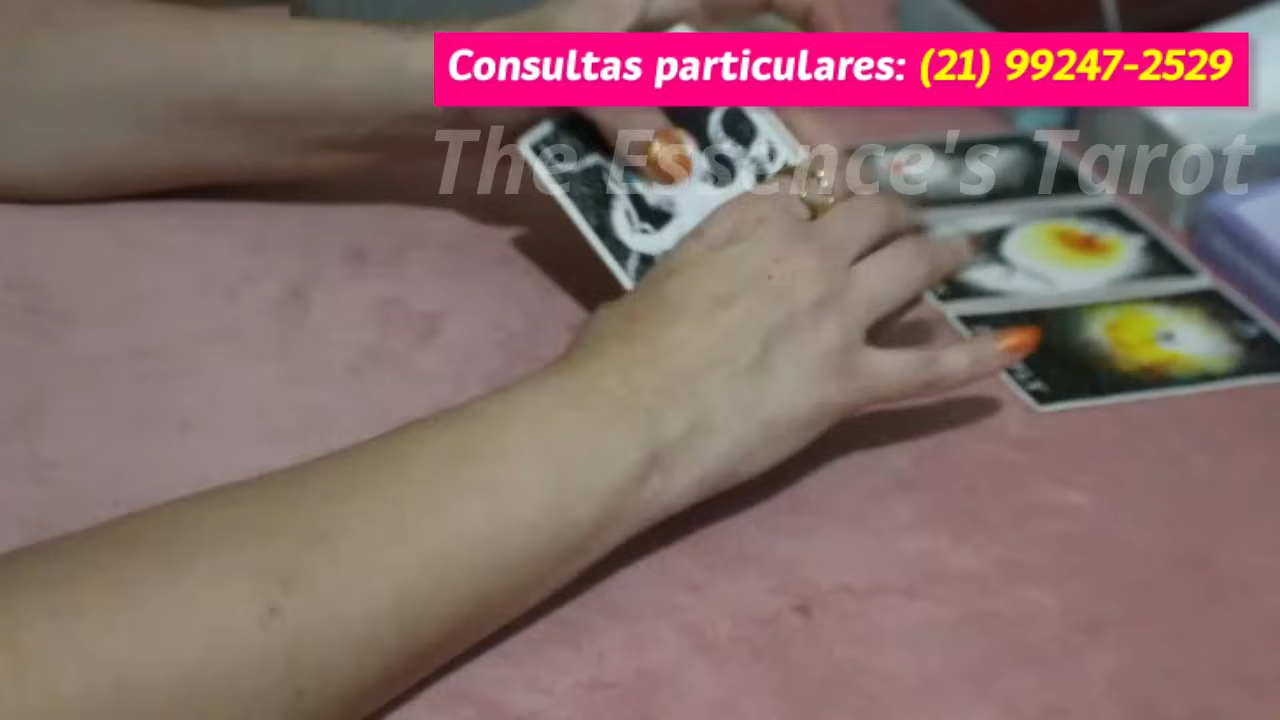 Consultas particulares: (21) 99247-2529
The Essence's Tarot